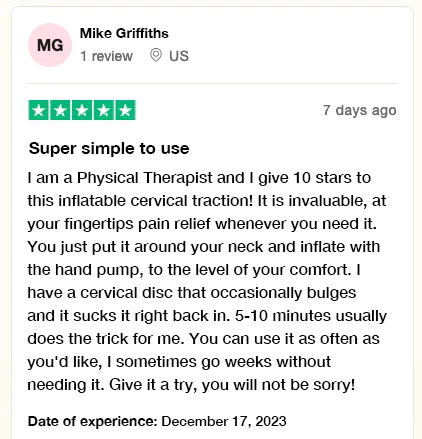 MG
Mike Griffiths
1 review US
7 days ago
Super simple to use
I am a Physical Therapist and I give 10 stars to
this inflatable cervical traction! It is invaluable, at
your fingertips pain relief whenever you need it.
You just put it around your neck and inflate with
the hand pump, to the level of your comfort. I
have a cervical disc that occasionally bulges
and it sucks it right back in. 5-10 minutes usually
does the trick for me. You can use it as often as
you'd like, I sometimes go weeks without
needing it. Give it a try, you will not be sorry!
Date of experience: December 17, 2023